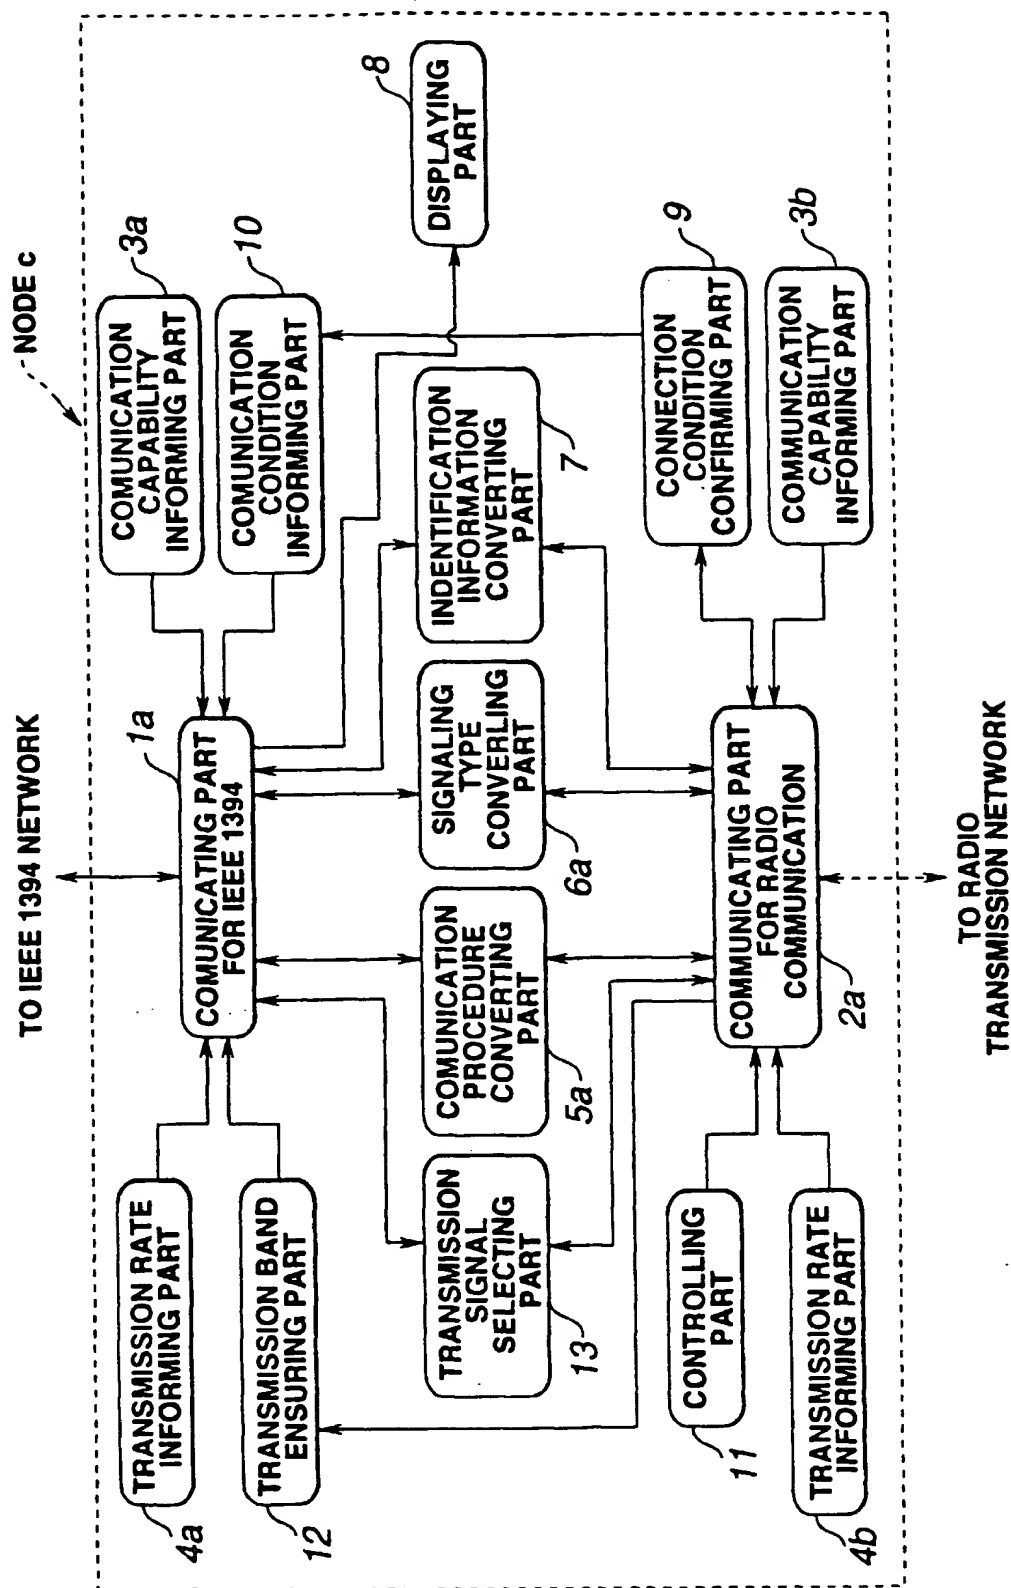 NODE c
TO IEEE 1394 NETWORK
4a
TRANSMISSION RATE
INFORMING PART
12
TRANSMISSION BAND
ENSURING PART
1a
COMUNICATING PART
FOR IEEE 1394
3a
COMUNICATION
CAPABILITY
INFORMING PART
10
COMUNICATION
CONDITION
INFORMING PART
8
DISPLAYING
PART
TRANSMISSION
SIGNAL
SELECTING
PART
13
COMUNICATION
PROCEDURE
CONVERTING
PART
5a
SIGNALING
TYPE
CONVERLING
PART
6a
INDENTIFICATION
INFORMATION
CONVERTING
PART
7
CONTROLLING
PART
11
TRANSMISSION RATE
INFORMING PART
4b
COMMUNICATING PART
FOR RADIO
COMMUNICATION
2a
9
CONNECTION
CONDITION
CONFIRMING PART
3b
COMMUNICATION
CAPABILITY
INFORMING PART
TO RADIO
TRANSMISSION NETWORK